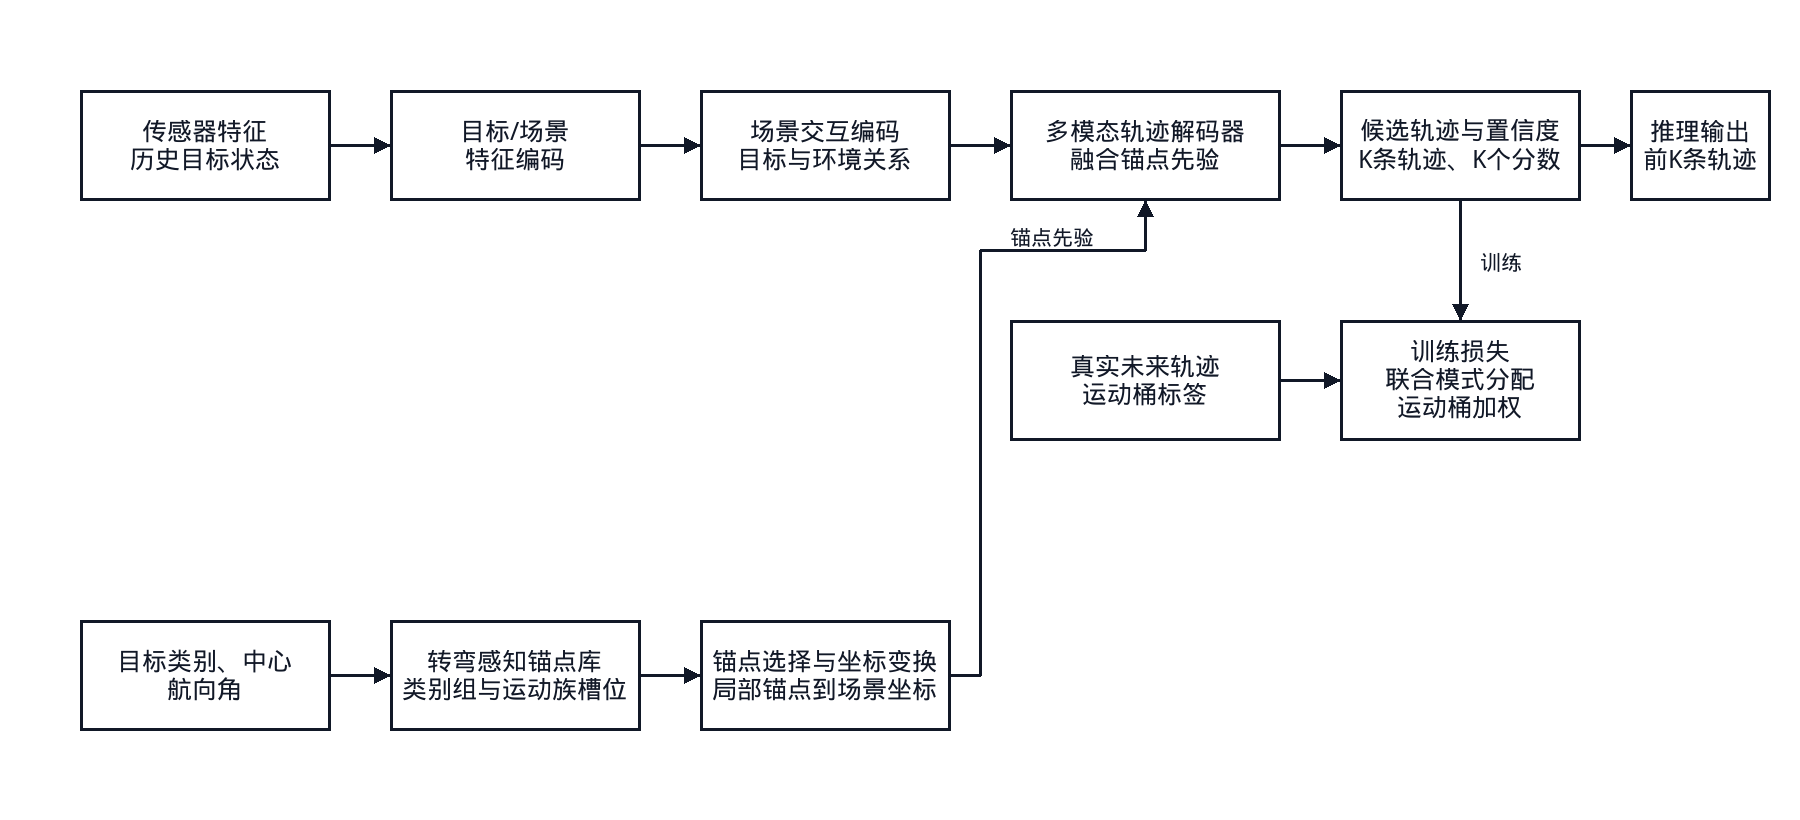 传感器特征
历史目标状态
目标/场景
特征编码
场景交互编码
目标与环境关系
多模态轨迹解码器
融合锚点先验
候选轨迹与置信度
K条轨迹、K个分数
推理输出
前K条轨迹
锚点先验
训练
真实未来轨迹
运动桶标签
训练损失
联合模式分配
运动桶加权
目标类别、中心
航向角
转弯感知锚点库
类别组与运动族槽位
锚点选择与坐标变换
局部锚点到场景坐标